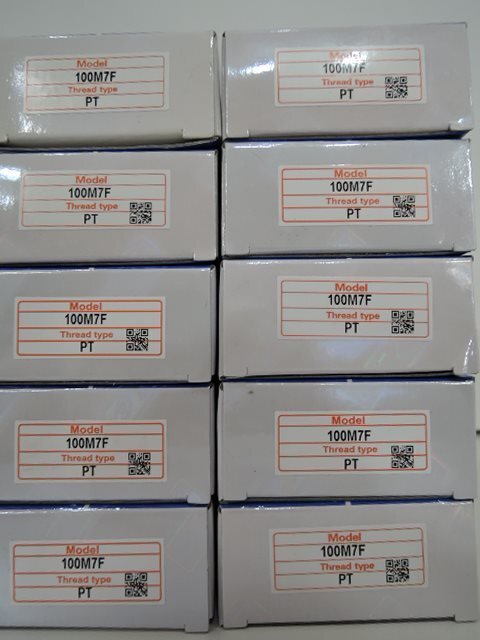 Model
100M7F
Thread type
PT
Model
100M7F
Thread type
PT
Model
100M7F
Thread type
PT
Model
100M7F
Thread type
PT
Model
100M7F
Thread type
PT
Model
100M7F
Thread type
PT
Model
100M7F
Thread type
PT
Model
100M7F
Thread type
PT
Model
100M7F
Thread type
PT
Model
100M7F
Thread type
PT